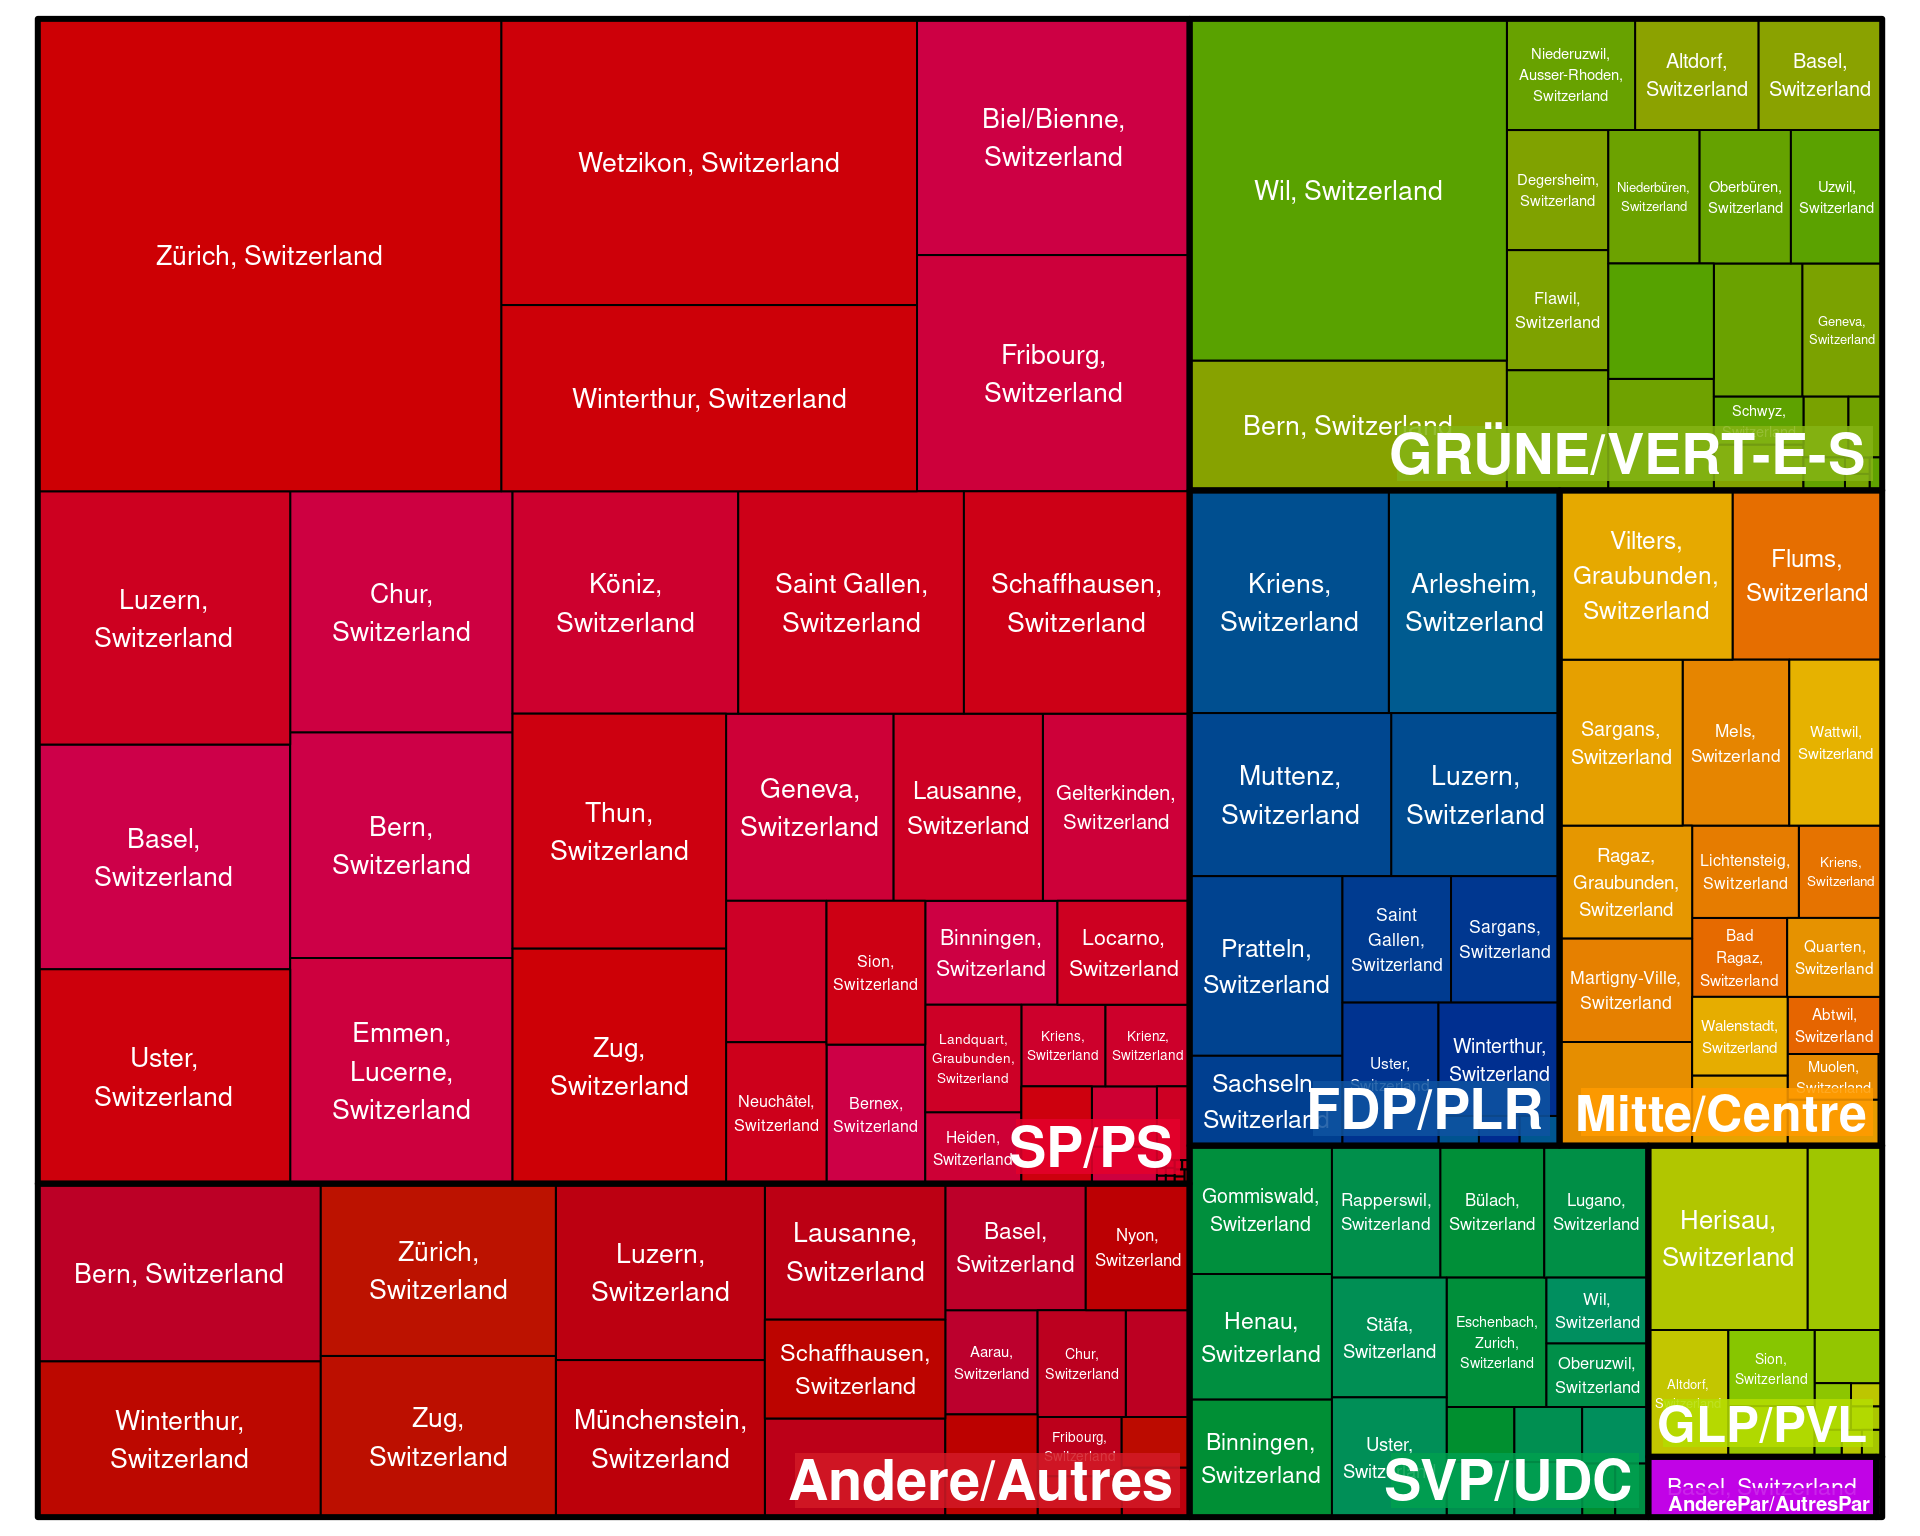 Zürich, Switzerland
Wetzikon, Switzerland
Winterthur, Switzerland
Biel/Bienne,
Switzerland
Fribourg,
Switzerland
Luzern,
Switzerland
Chur,
Switzerland
Köniz,
Switzerland
Saint Gallen,
Switzerland
Schaffhausen,
Switzerland
Basel,
Switzerland
Bern,
Switzerland
Thun,
Switzerland
Geneva,
Switzerland
Lausanne,
Switzerland
Gelterkinden,
Switzerland
Uster,
Switzerland
Emmen,
Lucerne,
Switzerland
Zug,
Switzerland
Sion,
Switzerland
Binningen,
Switzerland
Locarno,
Switzerland
Neuchâtel,
Switzerland
Bernex,
Switzerland
Landquart,
Graubunden,
Switzerland
Kriens,
Switzerland
Krienz,
Switzerland
Heiden,
Switzerland
SP/PS
Wil, Switzerland
Bern, Switzerland
Niederuzwil,
Ausser-Rhoden,
Switzerland
Altdorf,
Switzerland
Basel,
Switzerland
Degersheim,
Switzerland
Niederbüren,
Switzerland
Oberbüren,
Switzerland
Uzwil,
Switzerland
Flawil,
Switzerland
Geneva,
Switzerland
Schwyz,
Switzerland
GRÜNE/VERT-E-S
Kriens,
Switzerland
Arlesheim,
Switzerland
Muttenz,
Switzerland
Luzern,
Switzerland
Pratteln,
Switzerland
Saint
Gallen,
Switzerland
Sargans,
Switzerland
Sachseln,
Switzerland
Uster,
Switzerland
Winterthur,
Switzerland
FDP/PLR
Vilters,
Graubunden,
Switzerland
Flums,
Switzerland
Sargans,
Switzerland
Mels,
Switzerland
Wattwil,
Switzerland
Ragaz,
Graubunden,
Switzerland
Lichtensteig,
Switzerland
Kriens,
Switzerland
Martigny-Ville,
Switzerland
Bad
Ragaz,
Switzerland
Quarten,
Switzerland
Walenstadt,
Switzerland
Abtwil,
Switzerland
Muolen,
Switzerland
Mitte/Centre
Bern, Switzerland
Zürich,
Switzerland
Luzern,
Switzerland
Lausanne,
Switzerland
Basel,
Switzerland
Nyon,
Switzerland
Winterthur,
Switzerland
Zug,
Switzerland
Münchenstein,
Switzerland
Schaffhausen,
Switzerland
Aarau,
Switzerland
Chur,
Switzerland
Fribourg,
Switzerland
Andere/Autres
Gommiswald,
Switzerland
Rapperswil,
Switzerland
Bülach,
Switzerland
Lugano,
Switzerland
Henau,
Switzerland
Stäfa,
Switzerland
Eschenbach,
Zurich,
Switzerland
Wil,
Switzerland
Oberuzwil,
Switzerland
Binningen,
Switzerland
Uster,
Switzerland
SVP/UDC
Herisau,
Switzerland
Altdorf,
Switzerland
Sion,
Switzerland
GLP/PVL
Basel, Switzerland
AnderePar/AutresPar